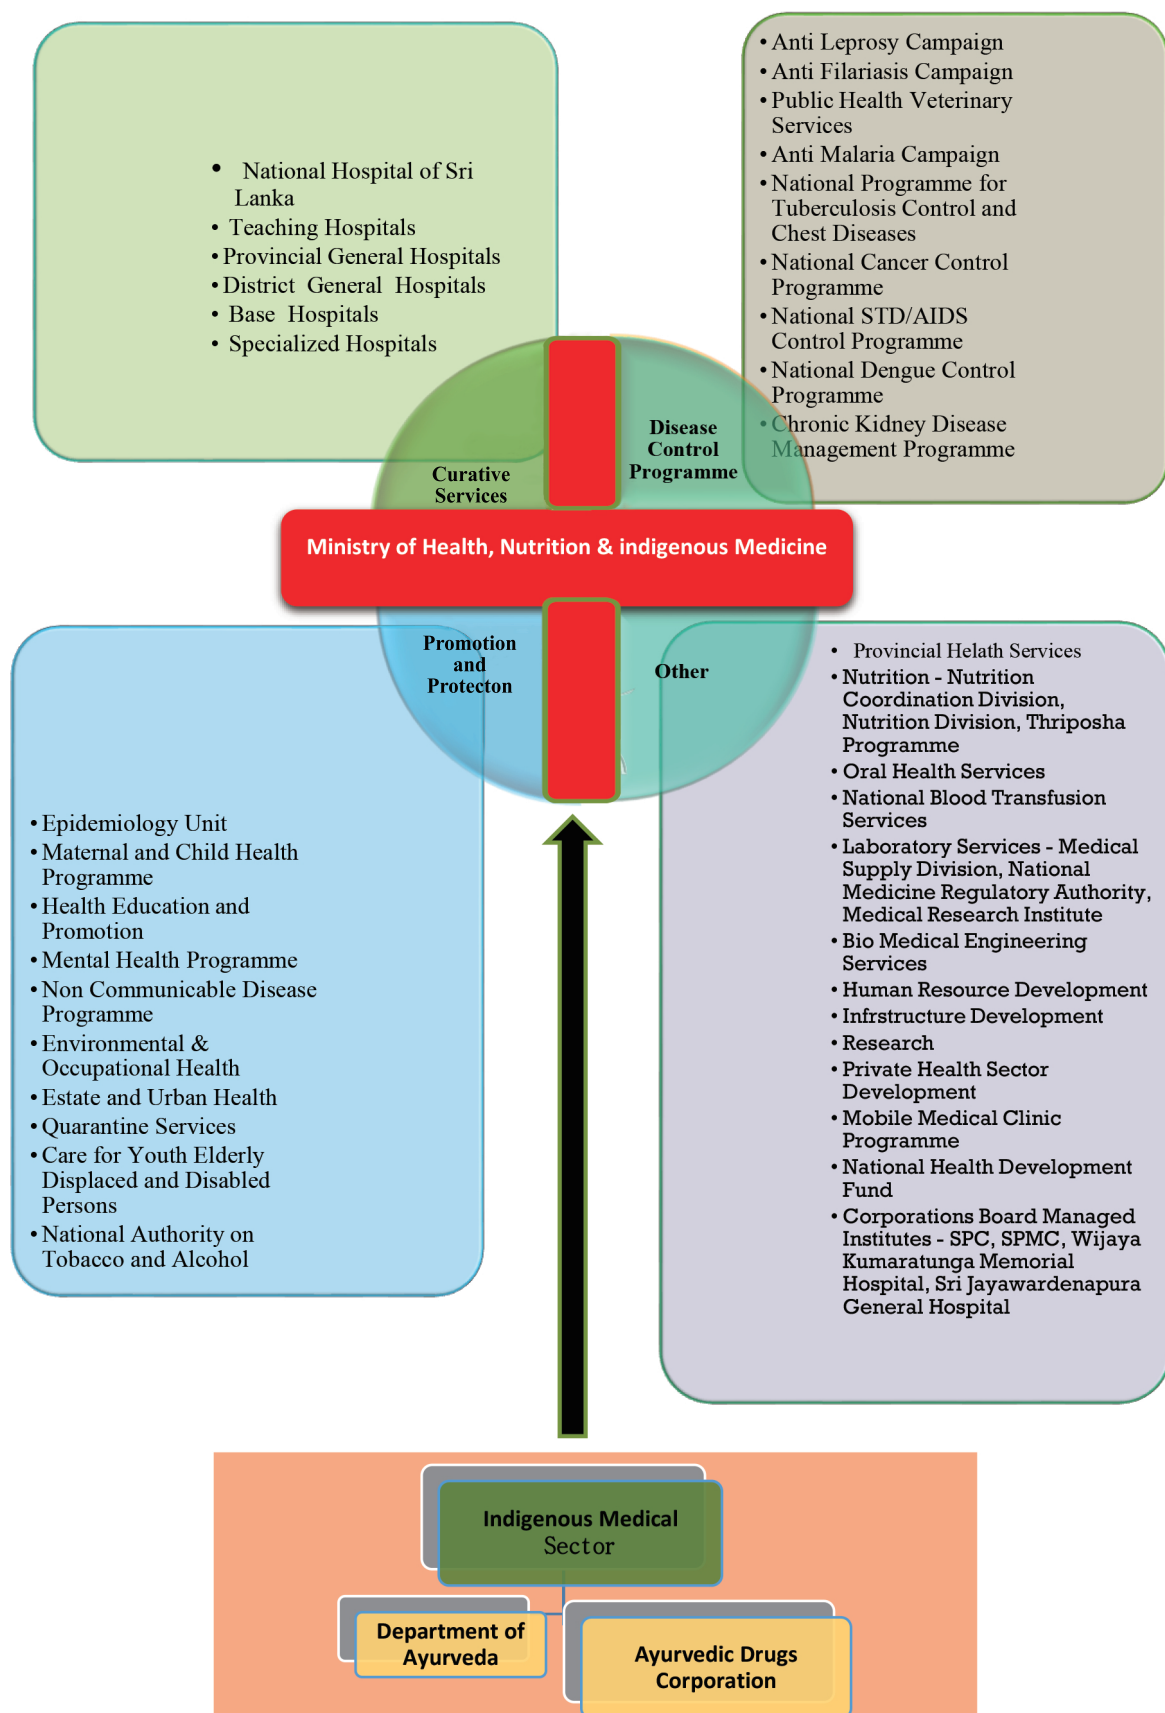 • National Hospital of Sri
Lanka
• Teaching Hospitals
• Provincial General Hospitals
• District General Hospitals
• Base Hospitals
• Specialized Hospitals
• Anti Leprosy Campaign
• Anti Filariasis Campaign
• Public Health Veterinary
Services
• Anti Malaria Campaign
• National Programme for
Tuberculosis Control and
Chest Diseases
• National Cancer Control
Programme
• National STD/AIDS
Control Programme
• National Dengue Control
Programme
• Chronic Kidney Disease
Management Programme
Curative
Services
Disease
Control
Programme
Ministry of Health, Nutrition & indigenous Medicine
Promotion
and
Protecton
Other
• Epidemiology Unit
• Maternal and Child Health
Programme
• Health Education and
Promotion
• Mental Health Programme
• Non Communicable Disease
Programme
• Environmental &
Occupational Health
• Estate and Urban Health
• Quarantine Services
• Care for Youth Elderly
Displaced and Disabled
Persons
• National Authority on
Tobacco and Alcohol
• Provincial Helath Services
• Nutrition - Nutrition
Coordination Division,
Nutrition Division, Thriposha
Programme
• Oral Health Services
• National Blood Transfusion
Services
• Laboratory Services - Medical
Supply Division, National
Medicine Regulatory Authority,
Medical Research Institute
• Bio Medical Engineering
Services
• Human Resource Development
• Infrstructure Development
• Research
• Private Health Sector
Development
• Mobile Medical Clinic
Programme
• National Health Development
Fund
• Corporations Board Managed
Institutes - SPC, SPMC, Wijaya
Kumaratunga Memorial
Hospital, Sri Jayawardenapura
General Hospital
Indigenous Medical
Sector
Department of
Ayurveda
Ayurvedic Drugs
Corporation